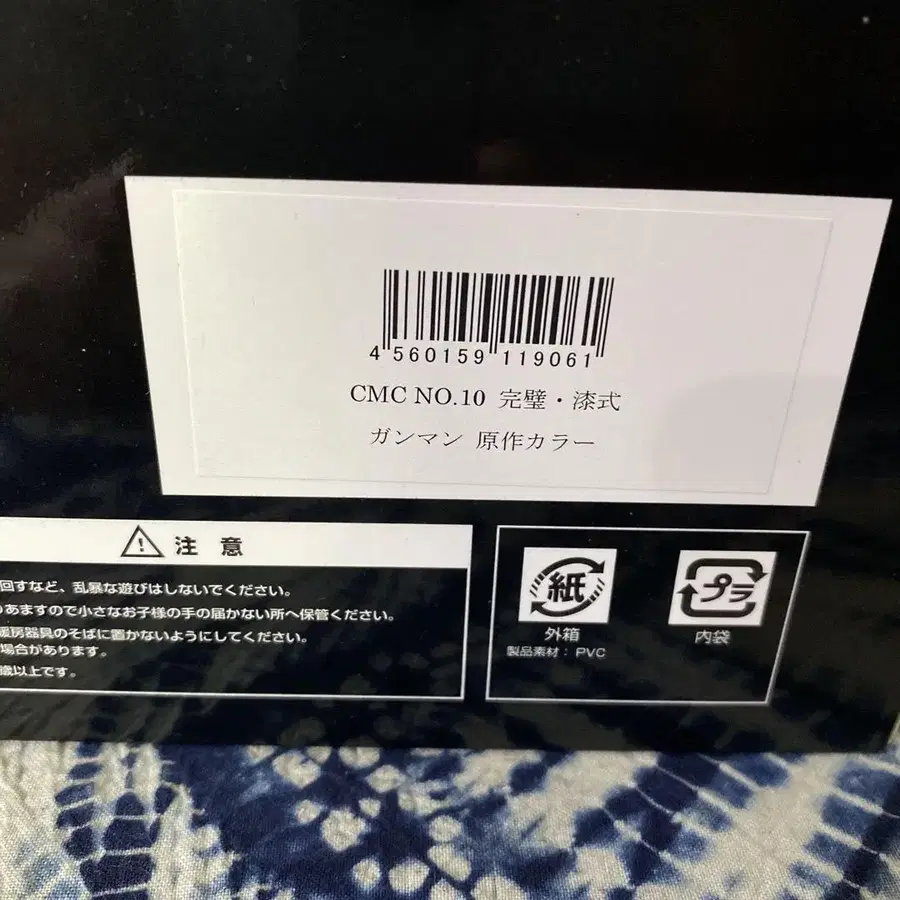 4 560159 119061
CMC NO.10 完璧・漆式
ガンマン 原作カラー
注 意
回すなど、乱暴な遊びはしないでください。
ありますので小さなお子様の手の届かない所へ保管ください。
暖房器具のそばに置かないようにしてください。
場合があります。
歳以上です。
紙
外箱
製品素材： PVC
プラ
内袋